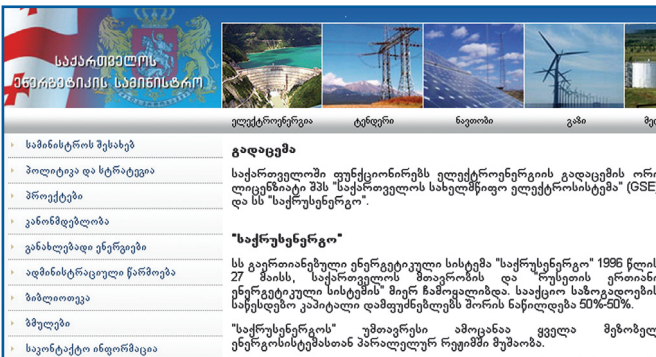 საქართველოს
ენერგეტიკის სამინისტრო
ელექტროენერგია ტენდერი ნავთობი გაზი
სამინისტროს შესახებ
პოლიტიკა და სტრატეგია
პროექტები
კანონმდებლობა
განახლებადი ენერგიები
ადმინისტრაციული წარმოება
ბიბლიოთეკა
ბმულები
საკონტაქტო ინფორმაცია
გადაცემა
საქართველოში ფუნქციონირებს ელექტროენერგიის გადაცემის ორი
ლიცენზიატი შპს "საქართველოს სახელმწიფო ელექტროსისტემა" (GSE)
და სს "საქრუსენერგო".
"საქრუსენერგო"
სს გაერთიანებული ენერგეტიკული სისტემა "საქრუსენერგო" 1996 წლის
27 მაისს, საქართველოს მთავრობის და "რუსეთის ერთიანი
ენერგეტიკული სისტემის" მიერ ჩამოყალიბდა. სააქციო საზოგადოების
საწესდებო კაპიტალი დამფუძნებლებს შორის ნაწილდება 50%-50%.
"საქრუსენერგოს" უმთავრესი ამოცანაა ყველა მეზობელ
ენერგოსისტემასთან პარალელურ რეჟიმში მუშაობა.